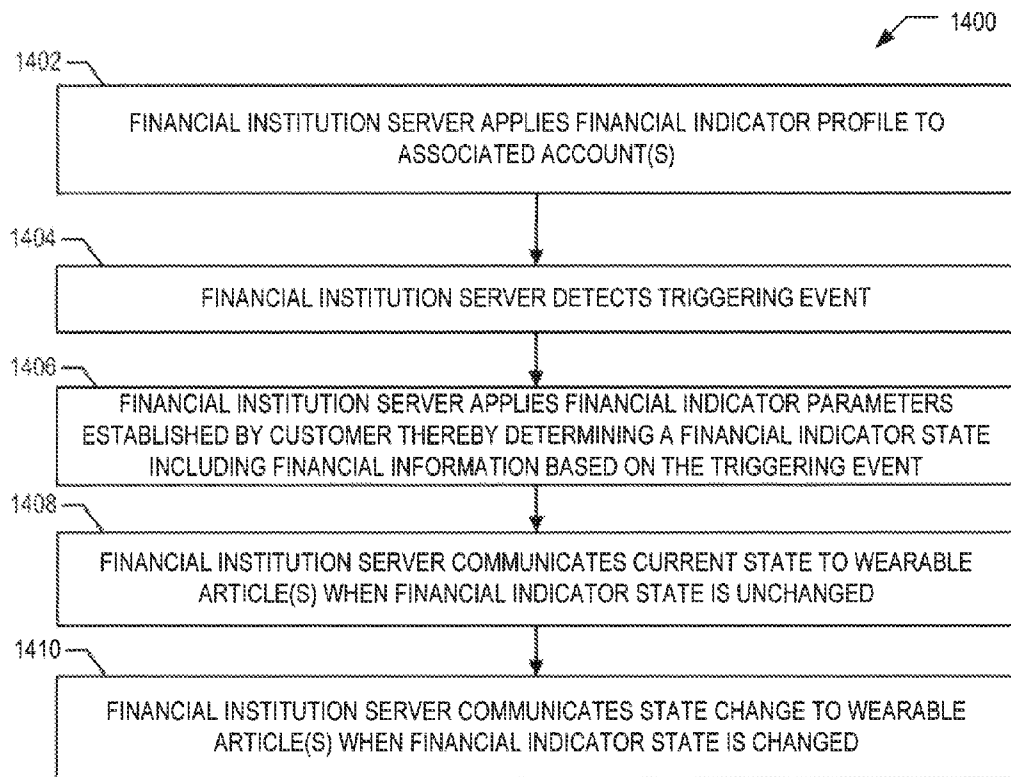 1400
1402
FINANCIAL INSTITUTION SERVER APPLIES FINANCIAL INDICATOR PROFILE TO
ASSOCIATED ACCOUNT(S)
1404
FINANCIAL INSTITUTION SERVER DETECTS TRIGGERING EVENT
1406
FINANCIAL INSTITUTION SERVER APPLIES FINANCIAL INDICATOR PARAMETERS
ESTABLISHED BY CUSTOMER THEREBY DETERMINING A FINANCIAL INDICATOR STATE
INCLUDING FINANCIAL INFORMATION BASED ON THE TRIGGERING EVENT
1408
FINANCIAL INSTITUTION SERVER COMMUNICATES CURRENT STATE TO WEARABLE
ARTICLE(S) WHEN FINANCIAL INDICATOR STATE IS UNCHANGED
1410
FINANCIAL INSTITUTION SERVER COMMUNICATES STATE CHANGE TO WEARABLE
ARTICLE(S) WHEN FINANCIAL INDICATOR STATE IS CHANGED